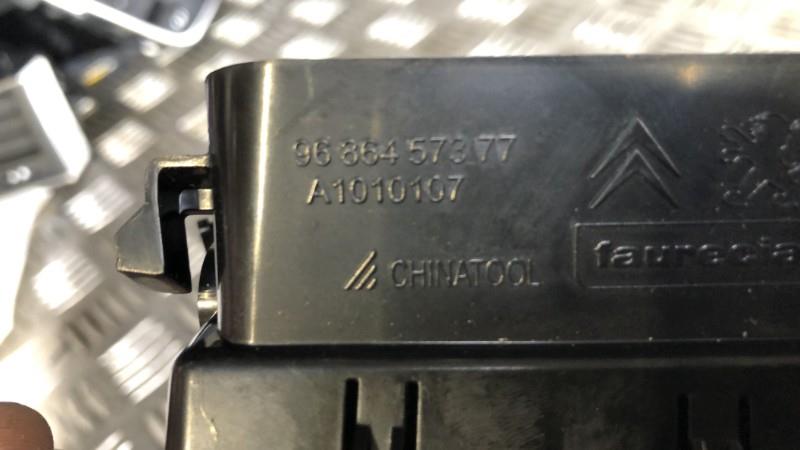 96 864 573 77
A1010107
CHINATOOL
faurecia